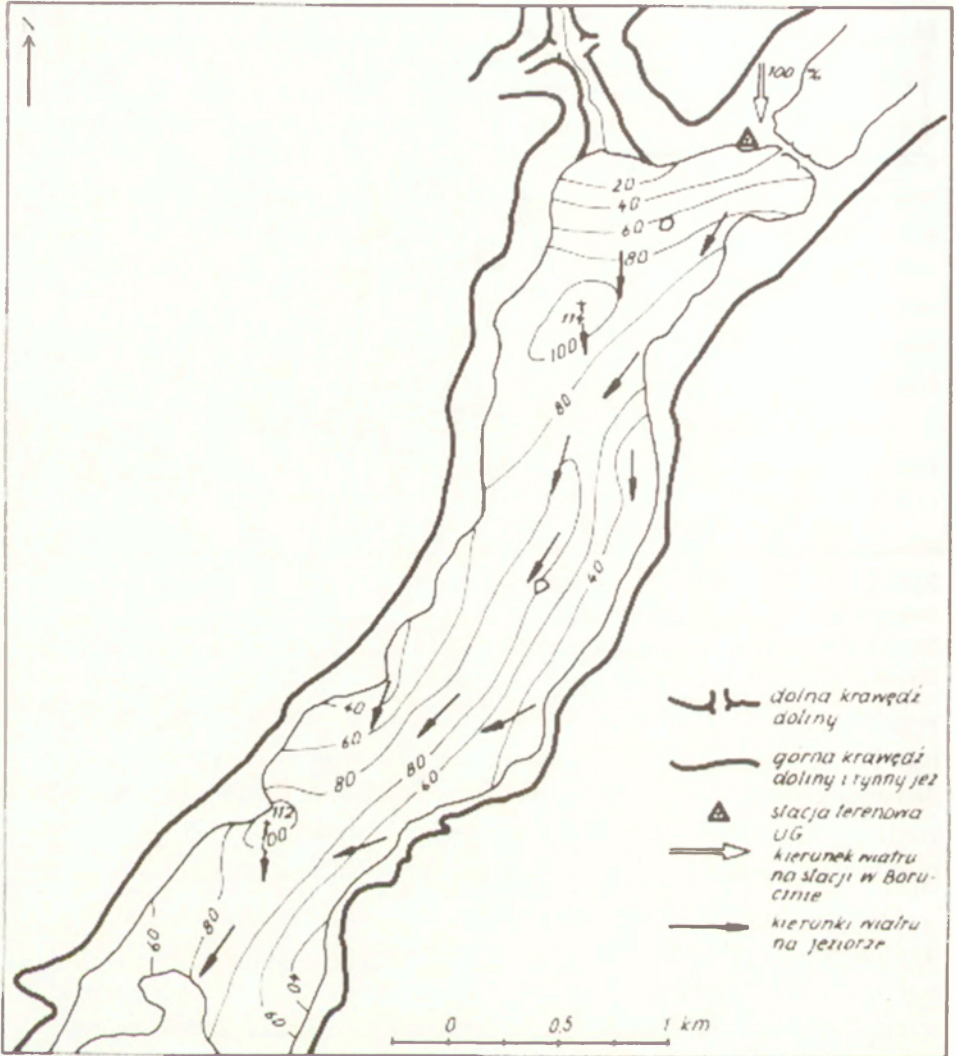 N
100 %
20
40
60
80
114
100
80
40
40
60
80
80
60
112
100
80
60
40
60
dolna krawędź
doliny
górna krawędź
doliny i rynny jez
stacja terenowa
UG
kierunek wiatru
na stacji w Boru-
cinie
kierunki wiatru
na jeziorze
0 0,5 1 km